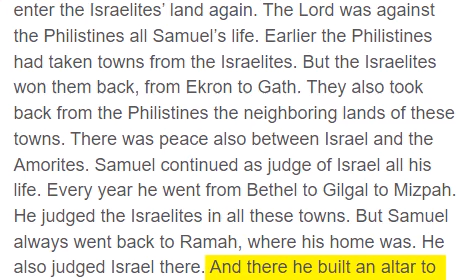 enter the Israelites’ land again. The Lord was against
the Philistines all Samuel’s life. Earlier the Philistines
had taken towns from the Israelites. But the Israelites
won them back, from Ekron to Gath. They also took
back from the Philistines the neighboring lands of these
towns. There was peace also between Israel and the
Amorites. Samuel continued as judge of Israel all his
life. Every year he went from Bethel to Gilgal to Mizpah.
He judged the Israelites in all these towns. But Samuel
always went back to Ramah, where his home was. He
also judged Israel there. And there he built an altar to